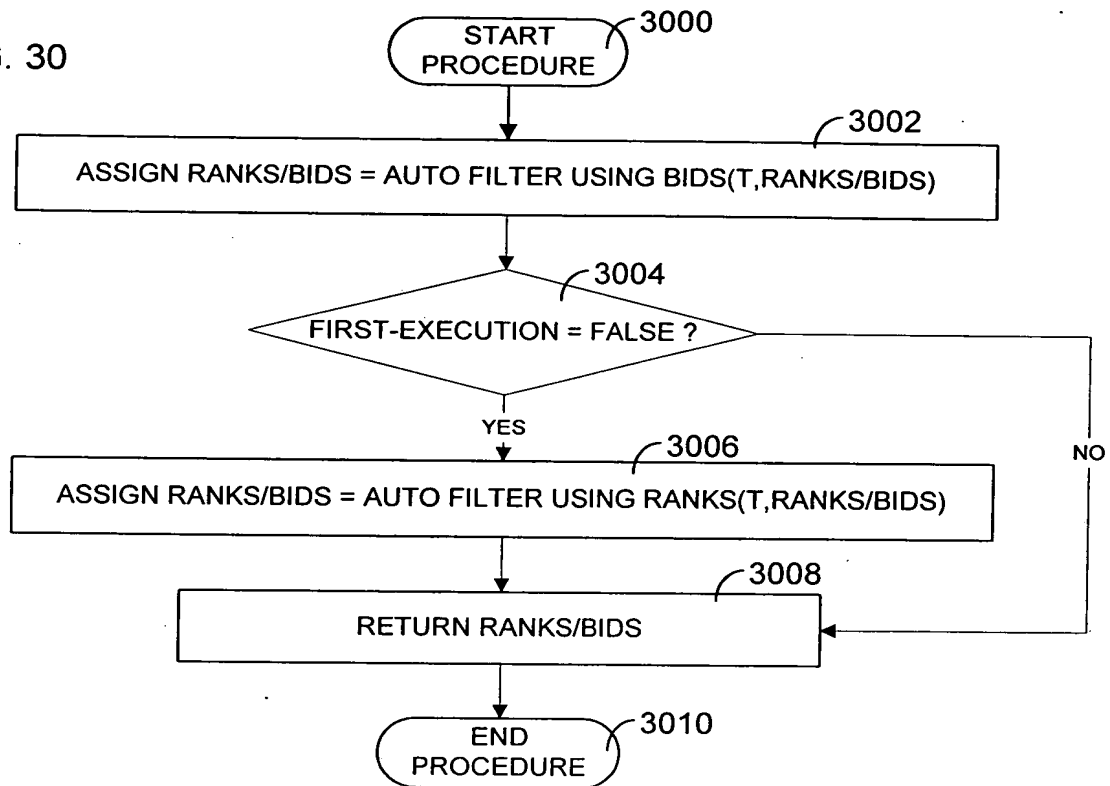 . 30
START
PROCEDURE
3000
3002
ASSIGN RANKS/BIDS = AUTO FILTER USING BIDS(T,RANKS/BIDS)
3004
FIRST-EXECUTION = FALSE ?
YES
NO
3006
ASSIGN RANKS/BIDS = AUTO FILTER USING RANKS(T,RANKS/BIDS)
3008
RETURN RANKS/BIDS
END
PROCEDURE
3010